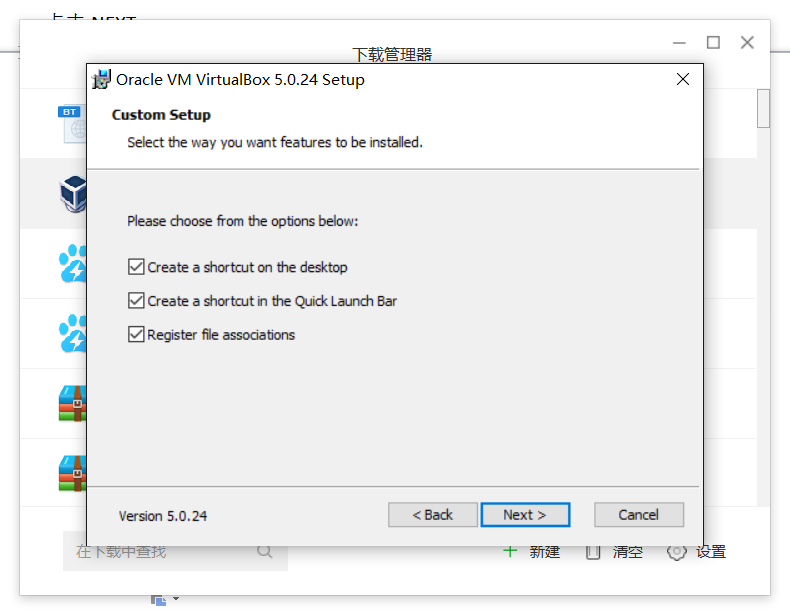 点击 NEXT
下载管理器
Oracle VM VirtualBox 5.0.24 Setup
Custom Setup
Select the way you want features to be installed.
BT
Please choose from the options below:
Create a shortcut on the desktop
Create a shortcut in the Quick Launch Bar
Register file associations
Version 5.0.24
< Back
Next >
Cancel
在下载中查找
新建
清空
设置